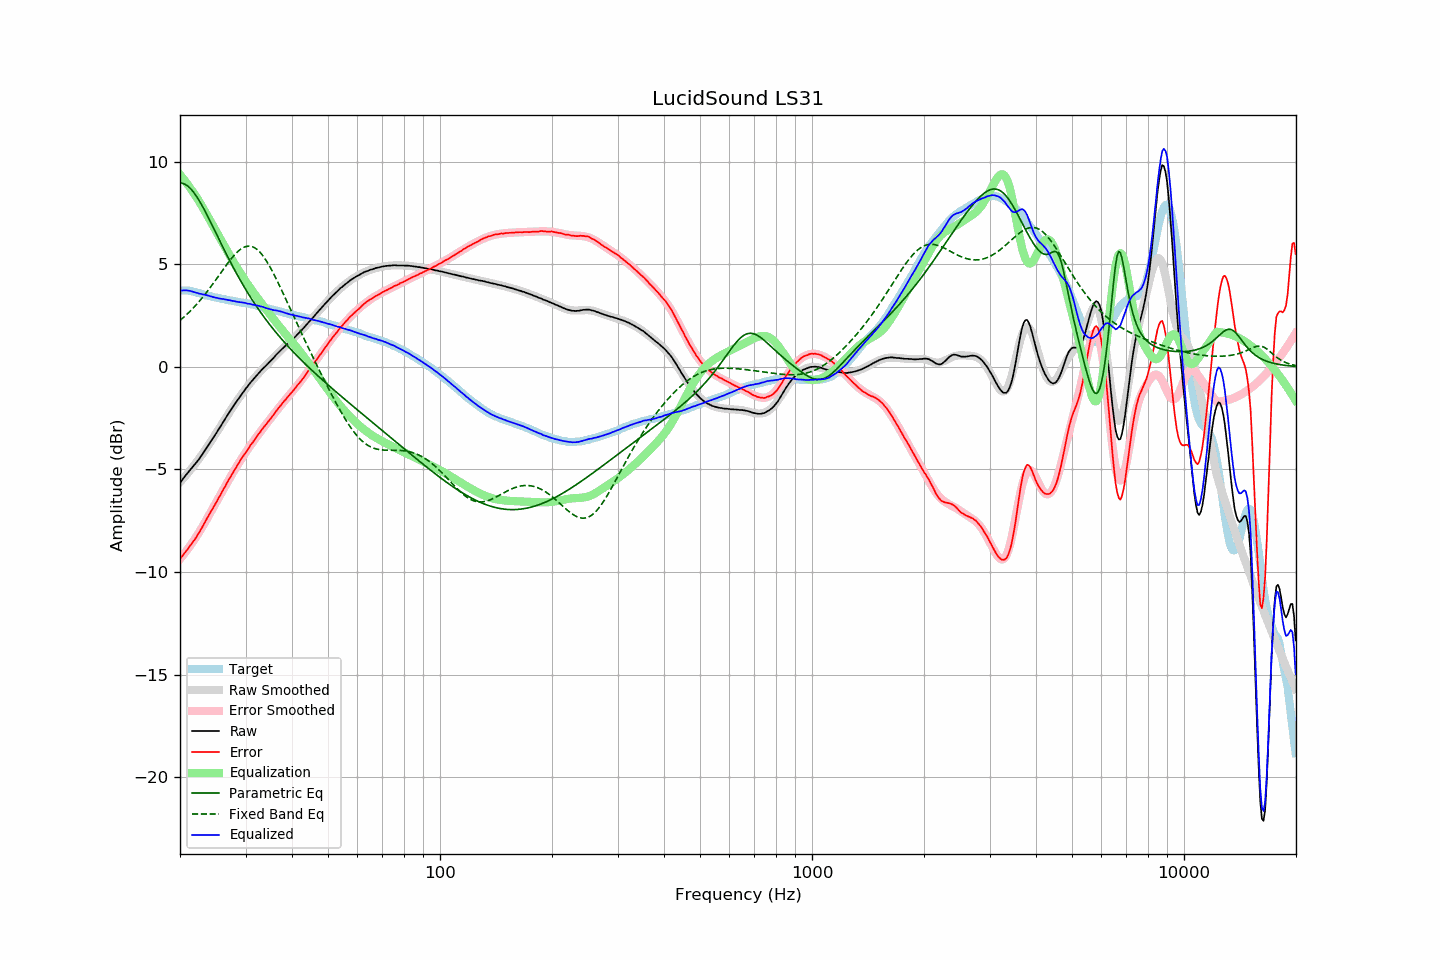 LucidSound LS31
10
5
0
−5
−10
−15
−20
Amplitude (dBr)
Target
Raw Smoothed
Error Smoothed
Raw
Error
Equalization
Parametric Eq
Fixed Band Eq
Equalized
100 1000 10000
Frequency (Hz)